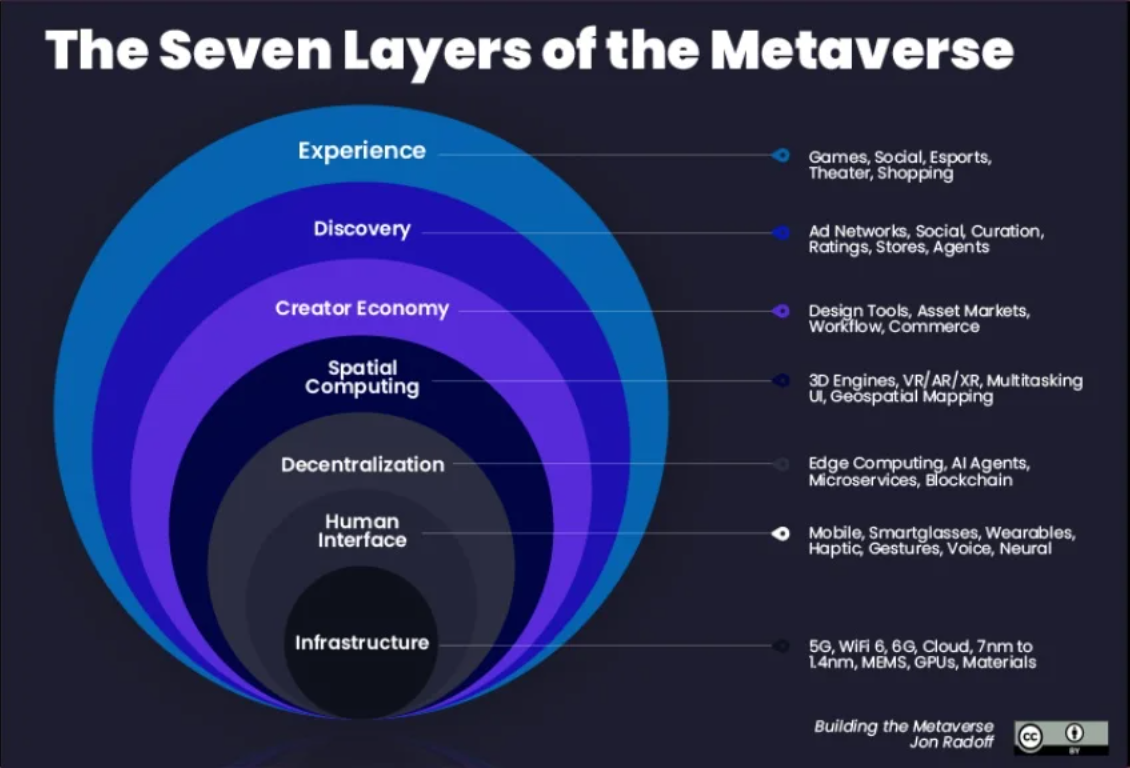 The Seven Layers of the Metaverse
Experience
Games, Social, Esports,
Theater, Shopping
Discovery
Ad Networks, Social, Curation,
Ratings, Stores, Agents
Creator Economy
Design Tools, Asset Markets,
Workflow, Commerce
Spatial
Computing
3D Engines, VR/AR/XR, Multitasking
UI, Geospatial Mapping
Decentralization
Edge Computing, AI Agents,
Microservices, Blockchain
Human
Interface
Mobile, Smartglasses, Wearables,
Haptic, Gestures, Voice, Neural
Infrastructure
5G, WiFi 6, 6G, Cloud, 7nm to
1.4nm, MEMS, GPUs, Materials
Building the Metaverse
Jon Radoff
cc
BY